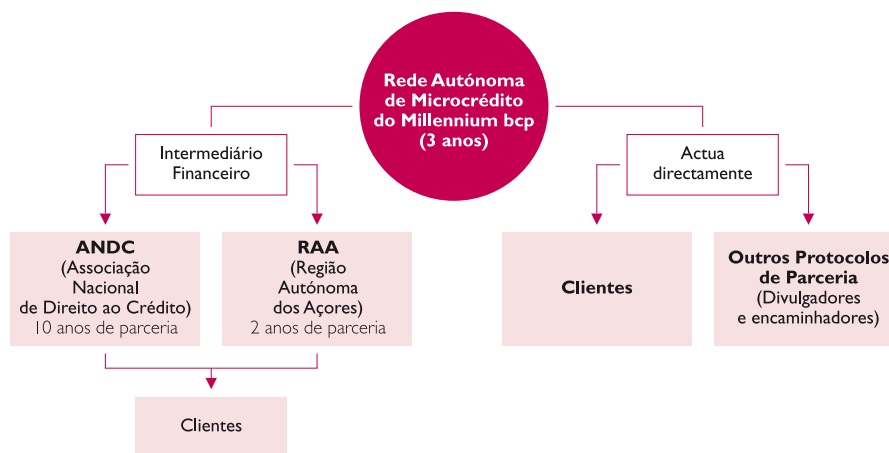 Rede Autónoma
de Microcrédito
do Millennium bcp
(3 anos)
Intermediário
Financeiro
Actua
directamente
ANDC
(Associação
Nacional
de Direito ao Crédito)
10 anos de parceria
RAA
(Região
Autónoma
dos Açores)
2 anos de parceria
Clientes
Outros Protocolos
de Parceria
(Divulgadores
e encaminhadores)
Clientes